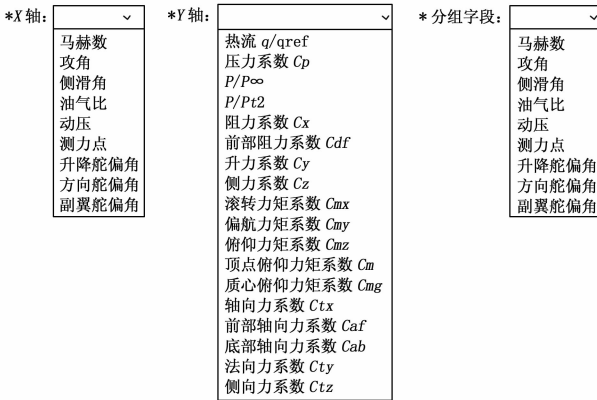 *X轴：
马赫数
攻角
侧滑角
油气比
动压
测力点
升降舵偏角
方向舵偏角
副翼舵偏角
*Y轴：
热流 q/qref
压力系数 Cp
P/P∞
P/Pt2
阻力系数 Cx
前部阻力系数 Cdf
升力系数 Cy
侧力系数 Cz
滚转力矩系数 Cmx
偏航力矩系数 Cmy
俯仰力矩系数 Cmz
顶点俯仰力矩系数 Cm
质心俯仰力矩系数 Cmg
轴向力系数 Ctx
前部轴向力系数 Caf
底部轴向力系数 Cab
法向力系数 Cty
侧向力系数 Ctz
*分组字段：
马赫数
攻角
侧滑角
油气比
动压
测力点
升降舵偏角
方向舵偏角
副翼舵偏角